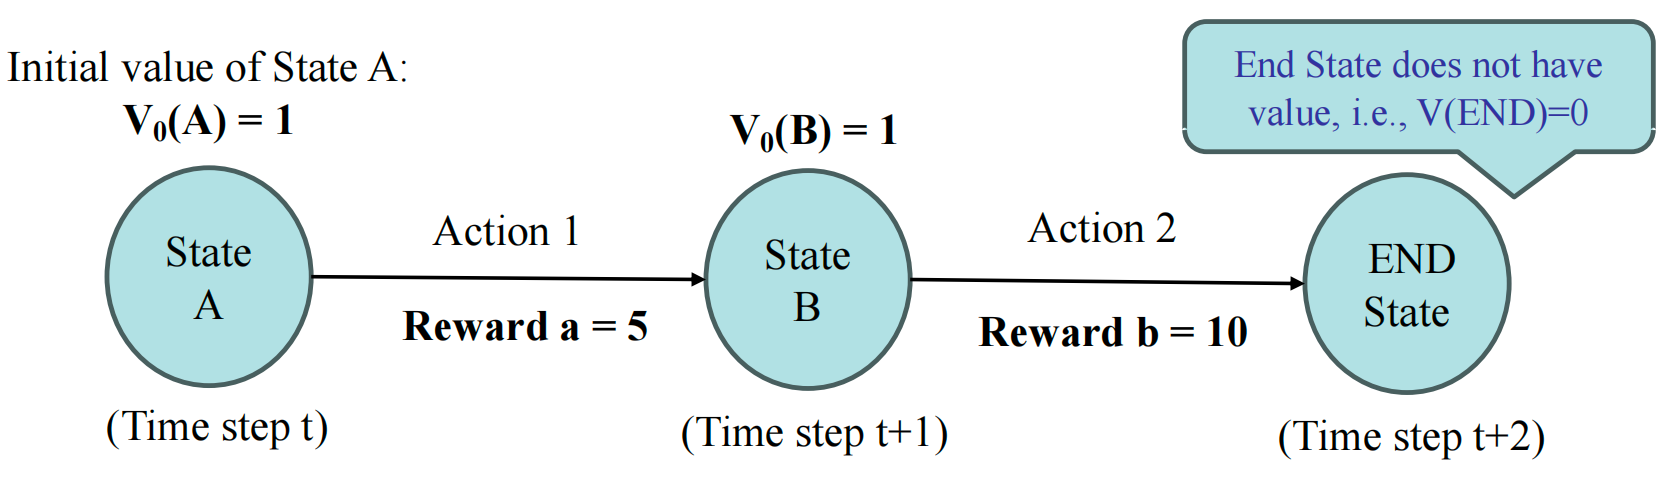 Initial value of State A:
V₀(A) = 1
V₀(B) = 1
End State does not have
value, i.e., V(END)=0
State
A
Action 1
Reward a = 5
State
B
Action 2
Reward b = 10
END
State
(Time step t)
(Time step t+1)
(Time step t+2)